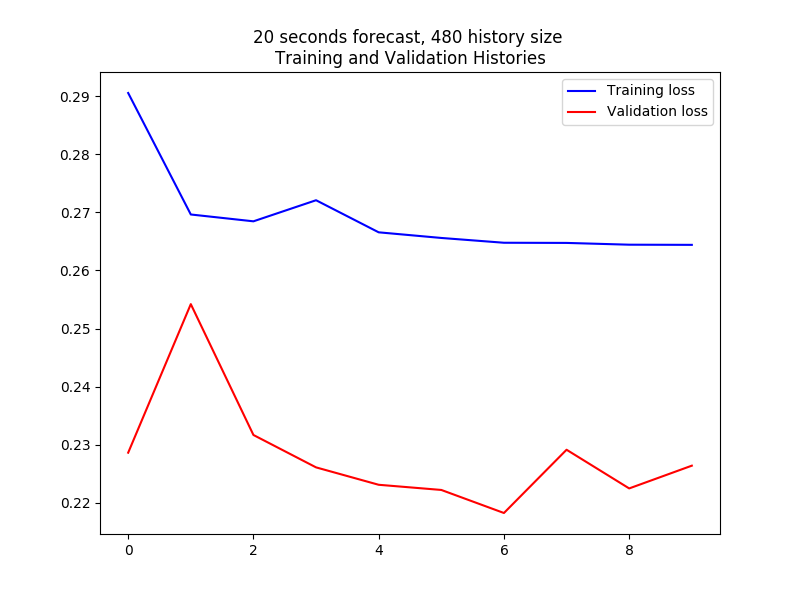 20 seconds forecast, 480 history size
Training and Validation Histories
Training loss
Validation loss
0.29
0.28
0.27
0.26
0.25
0.24
0.23
0.22
0 2 4 6 8